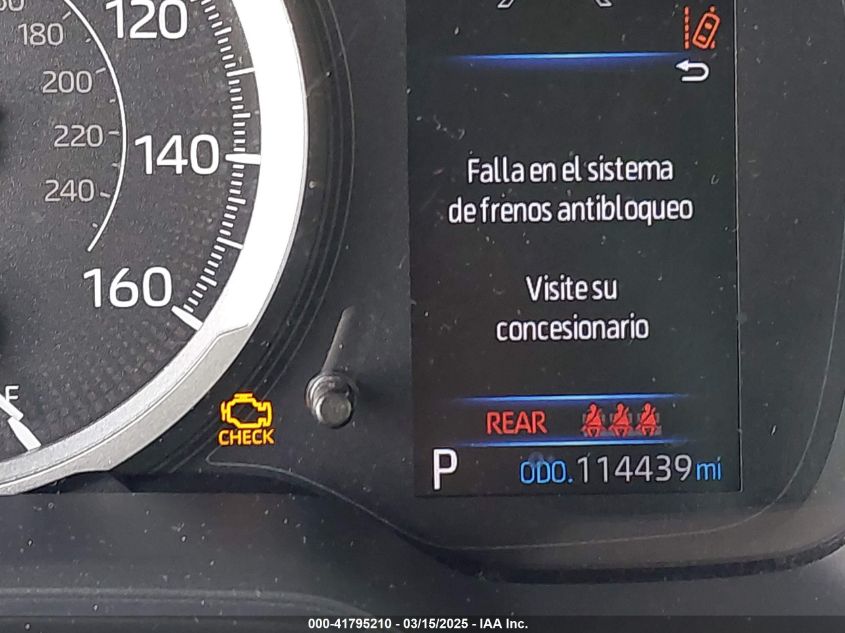 180
200
220
240
120
140
160
F
Falla en el sistema
de frenos antibloqueo
Visite su
concesionario
CHECK
REAR
P
ODO. 114439 mi
000-41795210 - 03/15/2025 - IAA Inc.